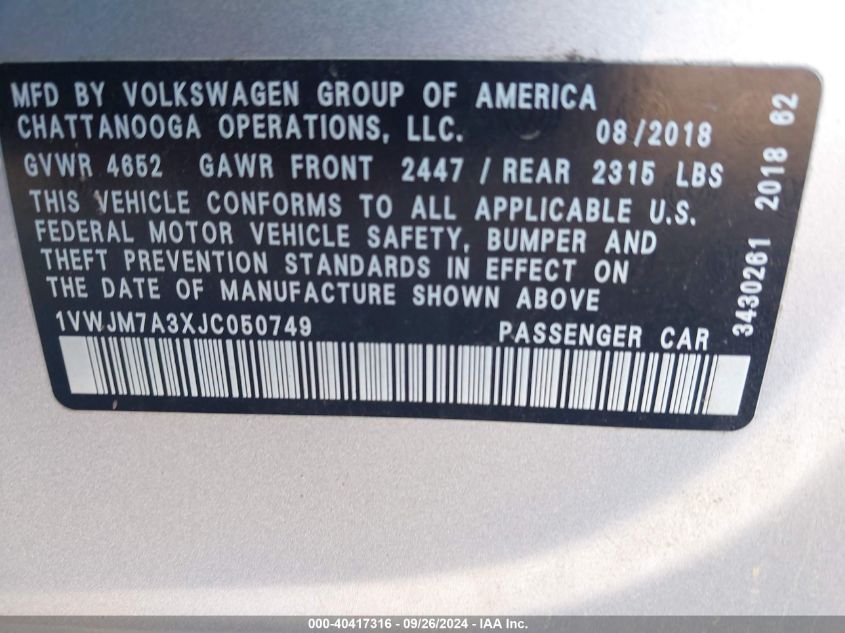 MFD BY VOLKSWAGEN GROUP OF AMERICA
CHATTANOOGA OPERATIONS, LLC. 08/2018
GVWR 4652 GAWR FRONT 2447 / REAR 2315 LBS
THIS VEHICLE CONFORMS TO ALL APPLICABLE U.S.
FEDERAL MOTOR VEHICLE SAFETY, BUMPER AND
THEFT PREVENTION STANDARDS IN EFFECT ON
THE DATE OF MANUFACTURE SHOWN ABOVE
1VWJM7A3XJC050749 PASSENGER CAR
3430261 2018 62
000-40417316 - 09/26/2024 - IAA Inc.